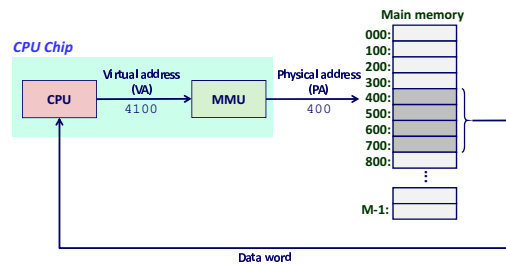 Main memory
CPU Chip
000:
100:
200:
300:
400:
500:
600:
700:
800:
M-1:
Virtual address
(VA)
4100
Physical address
(PA)
400
CPU
MMU
Data word